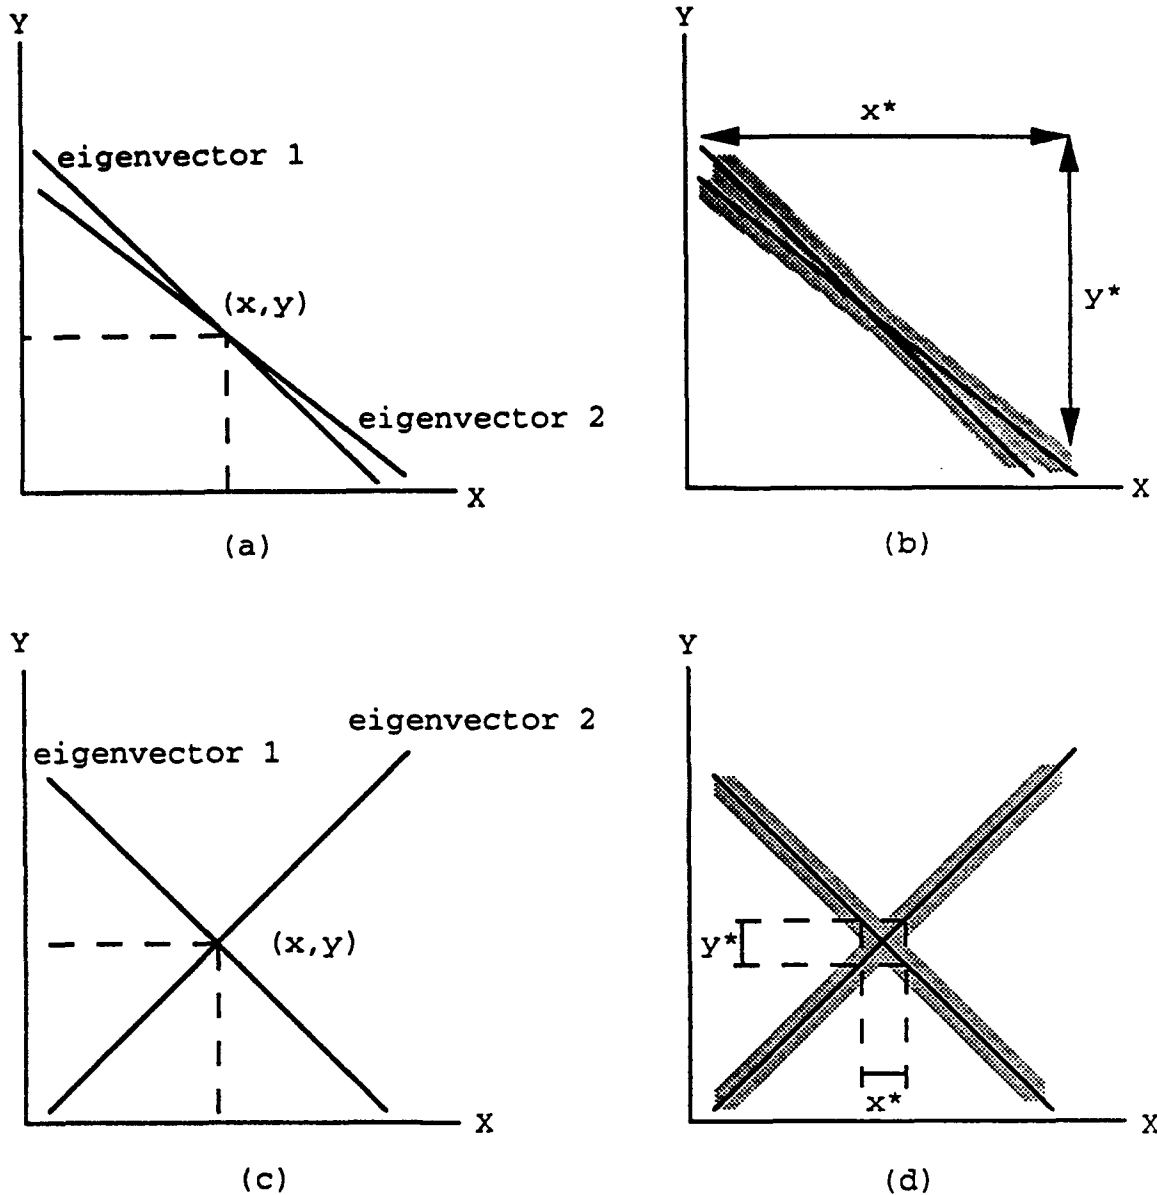 Y
eigenvector 1
(x,y)
eigenvector 2
X
(a)
Y
x*
y*
X
(b)
Y
eigenvector 2
eigenvector 1
(x,y)
X
(c)
Y
y*
x*
X
(d)